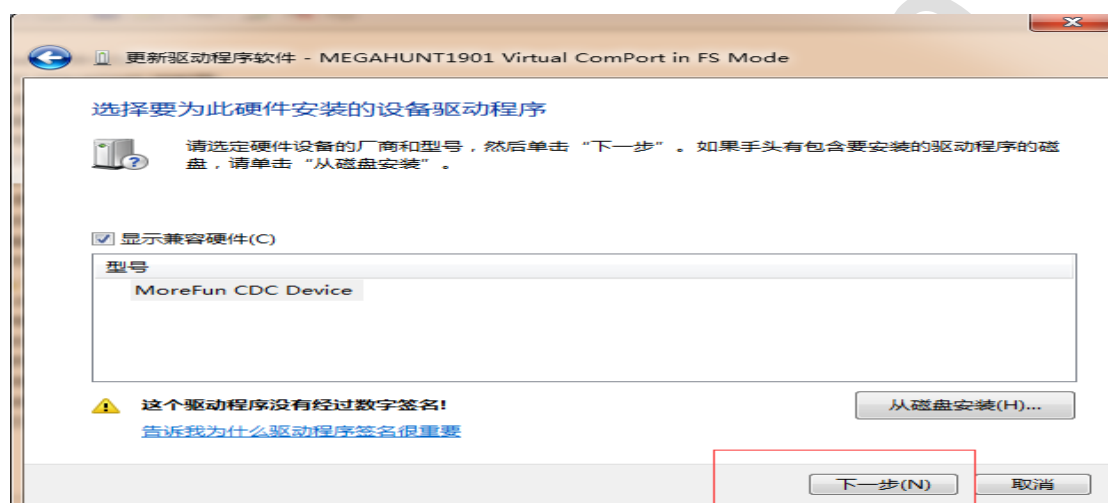 更新驱动程序软件 - MEGAHUNT1901 Virtual ComPort in FS Mode
选择要为此硬件安装的设备驱动程序
请选定硬件设备的厂商和型号，然后单击“下一步”。如果手头有包含要安装的驱动程序的磁
盘，请单击“从磁盘安装”。
显示兼容硬件(C)
型号
MoreFun CDC Device
这个驱动程序没有经过数字签名!
从磁盘安装(H)...
告诉我为什么驱动程序签名很重要
下一步(N)
取消